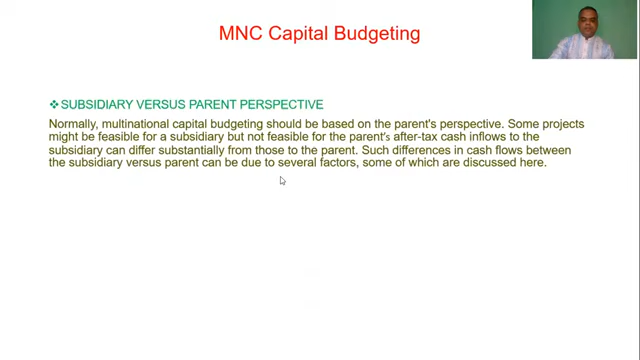 MNC Capital Budgeting
❖SUBSIDIARY VERSUS PARENT PERSPECTIVE
Normally, multinational capital budgeting should be based on the parent's perspective. Some projects
might be feasible for a subsidiary but not feasible for the parent's after-tax cash inflows to the
subsidiary can differ substantially from those to the parent. Such differences in cash flows between
the subsidiary versus parent can be due to several factors, some of which are discussed here.